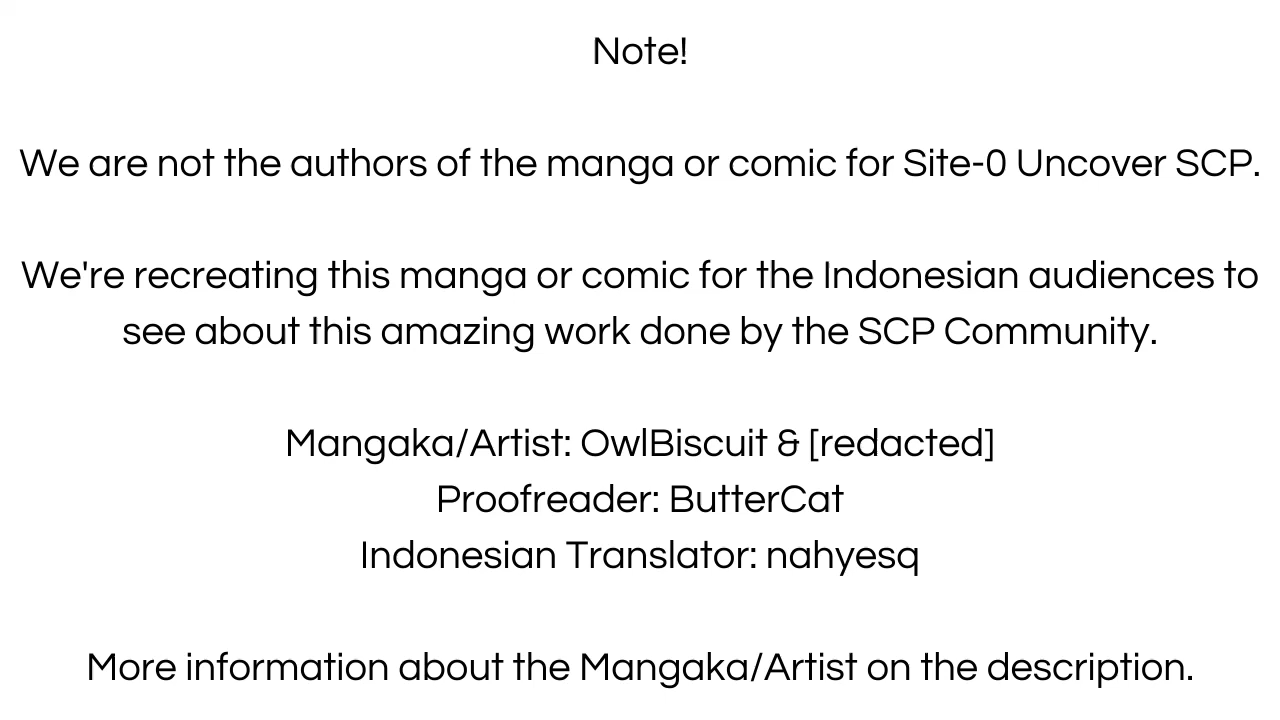 Note!
We are not the authors of the manga or comic for Site-0 Uncover SCP.
We're recreating this manga or comic for the Indonesian audiences to
see about this amazing work done by the SCP Community.
Mangaka/Artist: OwlBiscuit & [redacted]
Proofreader: ButterCat
Indonesian Translator: nahyesq
More information about the Mangaka/Artist on the description.